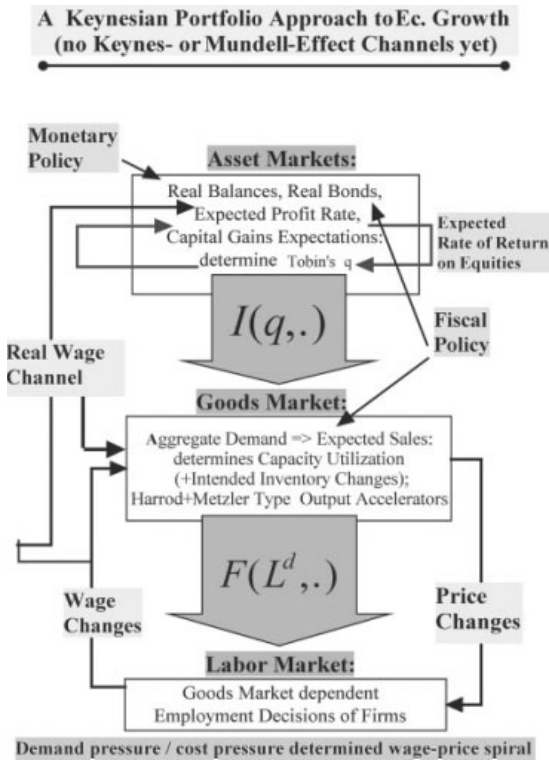 A Keynesian Portfolio Approach to Ec. Growth
(no Keynes- or Mundell-Effect Channels yet)
Monetary
Policy
Asset Markets:
Real Balances, Real Bonds,
Expected Profit Rate,
Capital Gains Expectations:
determine Tobin's q
Expected
Rate of Return
on Equities
I(q,.)
Fiscal
Policy
Real Wage
Channel
Goods Market:
Aggregate Demand => Expected Sales:
determines Capacity Utilization
(+Intended Inventory Changes);
Harrod+Metzler Type Output Accelerators
F(L^d,.)
Wage
Changes
Price
Changes
Labor Market:
Goods Market dependent
Employment Decisions of Firms
Demand pressure / cost pressure determined wage-price spiral